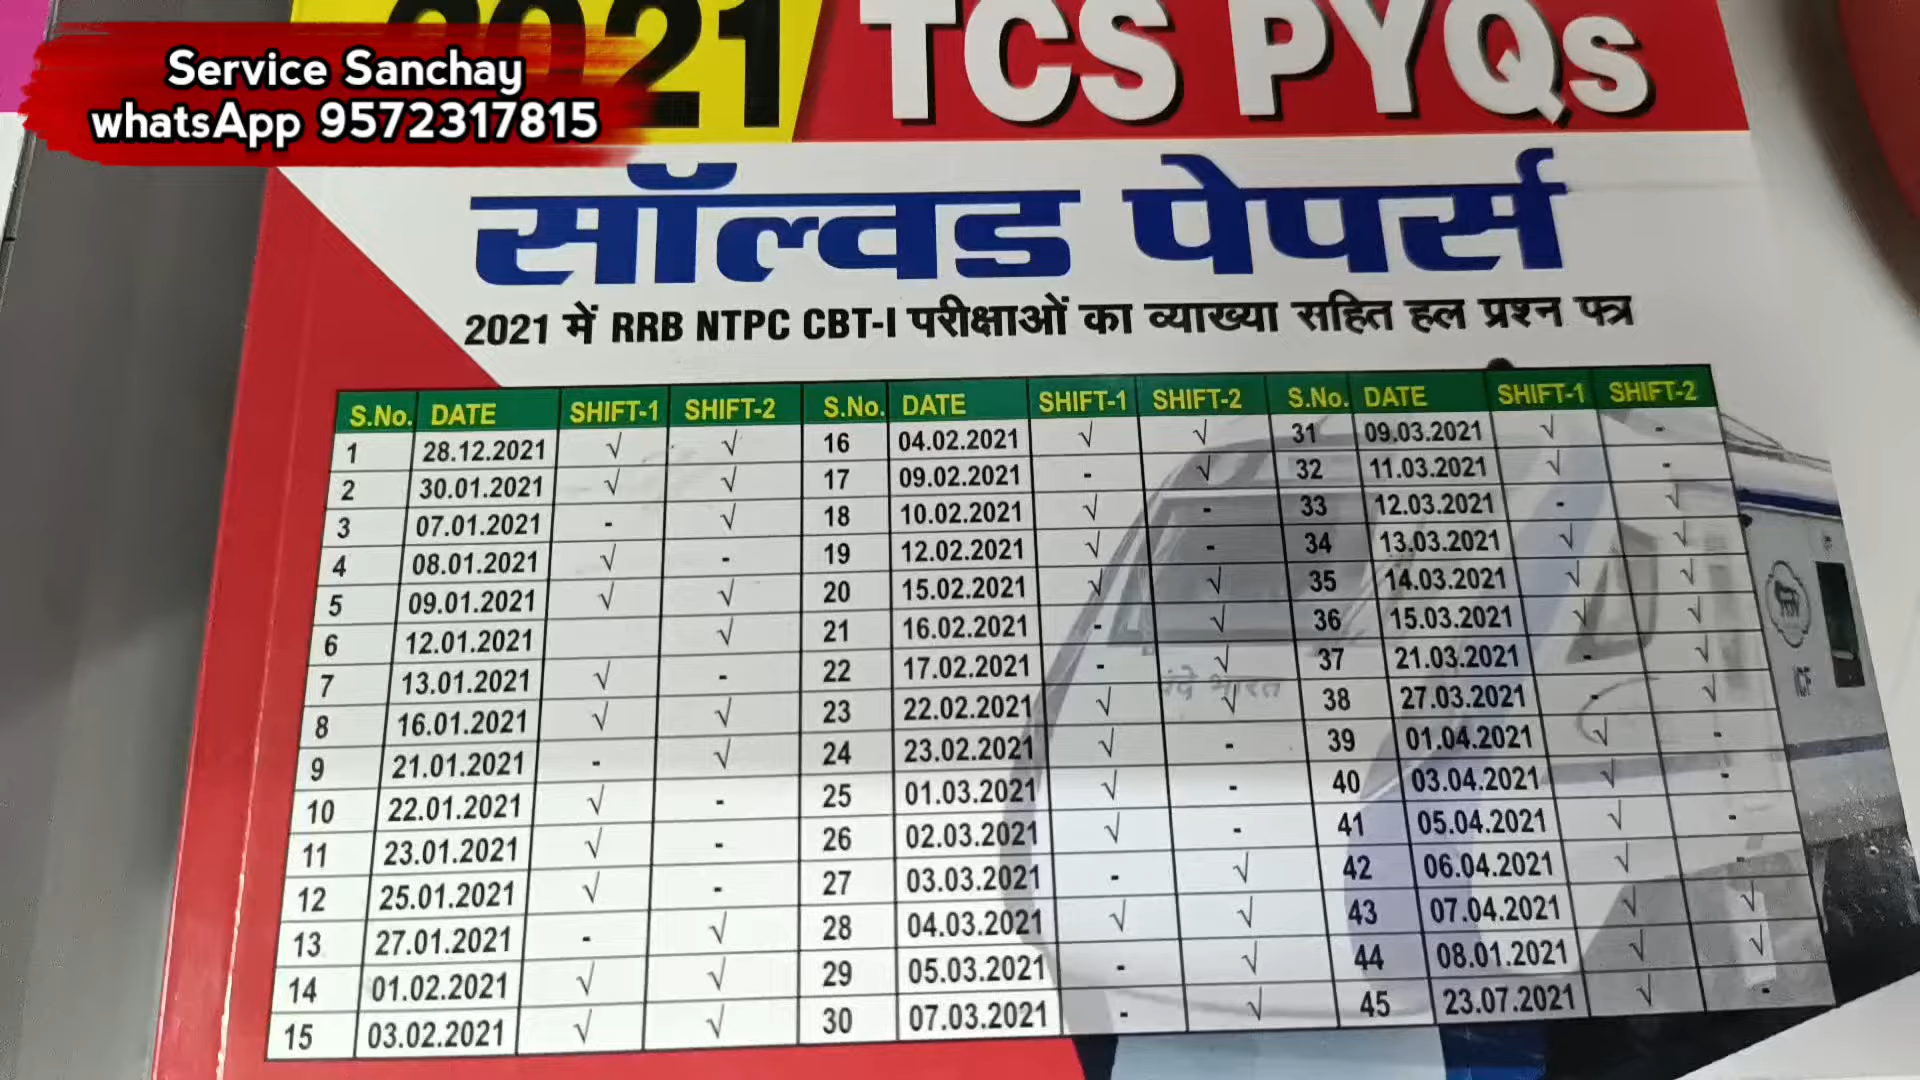 2021 TCS PYQs
Service Sanchay
whatsApp 9572317815
सॉल्वड पेपर्स
2021 में RRB NTPC CBT-I परीक्षाओं का व्याख्या सहित हल प्रश्न पत्र
S.No. DATE SHIFT-1 SHIFT-2 S.No. DATE SHIFT-1 SHIFT-2 S.No. DATE SHIFT-1 SHIFT-2
1 28.12.2021 √ √ 16 04.02.2021 √ √ 31 09.03.2021 √ -
2 30.01.2021 √ √ 17 09.02.2021 - √ 32 11.03.2021 √ -
3 07.01.2021 - √ 18 10.02.2021 √ - 33 12.03.2021 - √
4 08.01.2021 √ - 19 12.02.2021 √ - 34 13.03.2021 √ √
5 09.01.2021 √ √ 20 15.02.2021 √ √ 35 14.03.2021 √ √
6 12.01.2021 √ 21 16.02.2021 - √ 36 15.03.2021 √ √
7 13.01.2021 √ - 22 17.02.2021 - √ 37 21.03.2021 - √
8 16.01.2021 √ √ 23 22.02.2021 √ √ 38 27.03.2021 - √
9 21.01.2021 - √ 24 23.02.2021 √ - 39 01.04.2021 √ -
10 22.01.2021 √ - 25 01.03.2021 √ - 40 03.04.2021 √ -
11 23.01.2021 √ - 26 02.03.2021 √ - 41 05.04.2021 √ -
12 25.01.2021 √ - 27 03.03.2021 - √ 42 06.04.2021 √ -
13 27.01.2021 - √ 28 04.03.2021 √ √ 43 07.04.2021 √ √
14 01.02.2021 √ √ 29 05.03.2021 - √ 44 08.01.2021 √ √
15 03.02.2021 √ √ 30 07.03.2021 - √ 45 23.07.2021 √ -
वंदे भारत
ICF